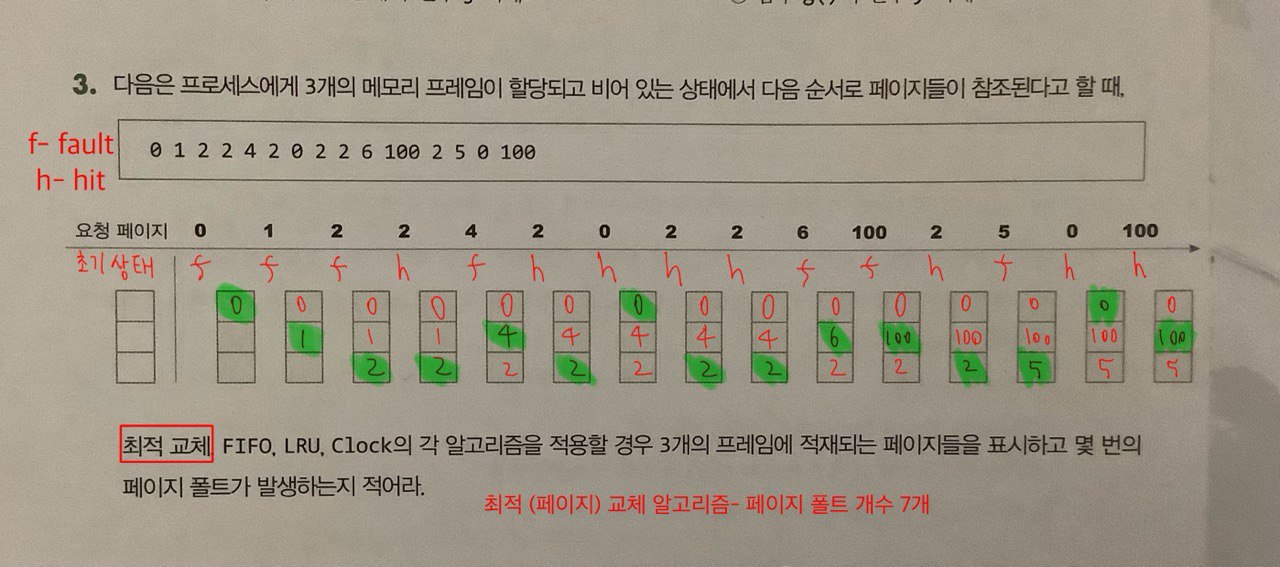 3. 다음은 프로세스에게 3개의 메모리 프레임이 할당되고 비어 있는 상태에서 다음 순서로 페이지들이 참조된다고 할 때,
f- fault
h- hit
0 1 2 2 4 2 0 2 2 6 100 2 5 0 100
요청 페이지 0 1 2 2 4 2 0 2 2 6 100 2 5 0 100
초기 상태 f f f h f h h h h f f h f h h
0 0 0 0 0 0 0 0 0 0 0 0 0 0 0
1 1 1 4 4 4 4 4 6 100 100 100 100 100
2 2 2 2 2 2 2 2 2 2 5 5 5
최적 교체, FIFO, LRU, Clock의 각 알고리즘을 적용할 경우 3개의 프레임에 적재되는 페이지들을 표시하고 몇 번의
페이지 폴트가 발생하는지 적어라.
최적 (페이지) 교체 알고리즘- 페이지 폴트 개수 7개